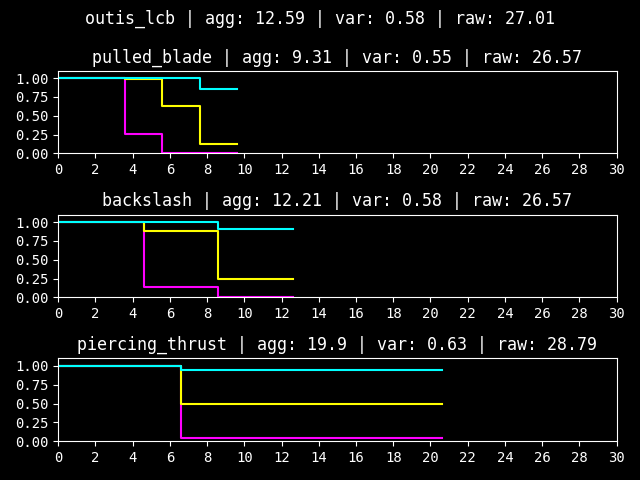 outis_lcb | agg: 12.59 | var: 0.58 | raw: 27.01
pulled_blade | agg: 9.31 | var: 0.55 | raw: 26.57
1.00
0.75
0.50
0.25
0.00
0 2 4 6 8 10 12 14 16 18 20 22 24 26 28 30
backslash | agg: 12.21 | var: 0.58 | raw: 26.57
1.00
0.75
0.50
0.25
0.00
0 2 4 6 8 10 12 14 16 18 20 22 24 26 28 30
piercing_thrust | agg: 19.9 | var: 0.63 | raw: 28.79
1.00
0.75
0.50
0.25
0.00
0 2 4 6 8 10 12 14 16 18 20 22 24 26 28 30